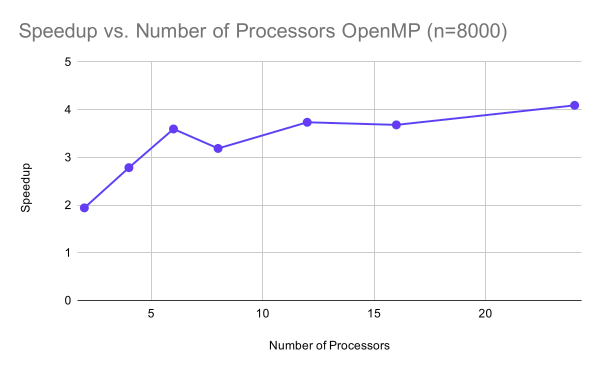 Speedup vs. Number of Processors OpenMP (n=8000)
5
4
3
2
1
0
Speedup
5 10 15 20
Number of Processors